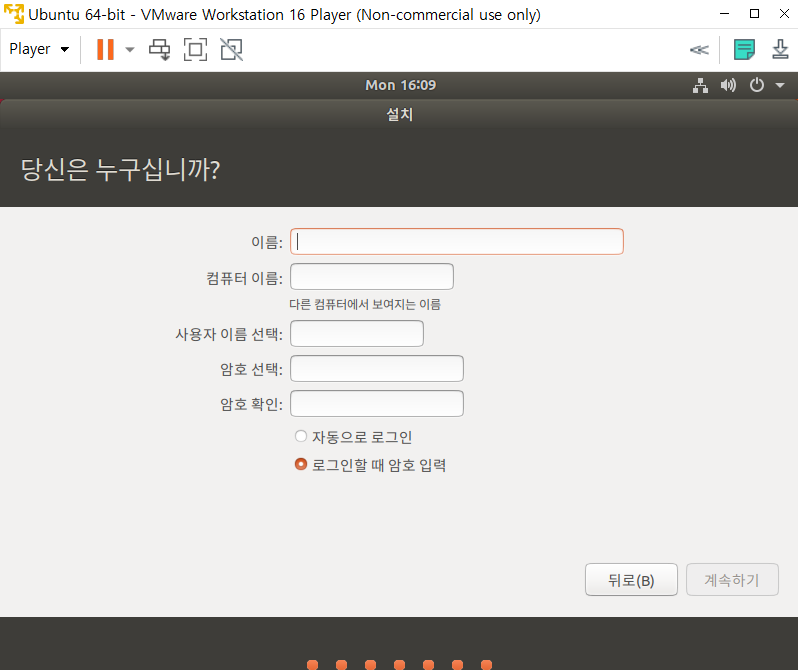 Ubuntu 64-bit - VMware Workstation 16 Player (Non-commercial use only)
Player
Mon 16:09
설치
당신은 누구십니까?
이름:
컴퓨터 이름:
다른 컴퓨터에서 보여지는 이름
사용자 이름 선택:
암호 선택:
암호 확인:
자동으로 로그인
로그인할 때 암호 입력
뒤로(B)
계속하기